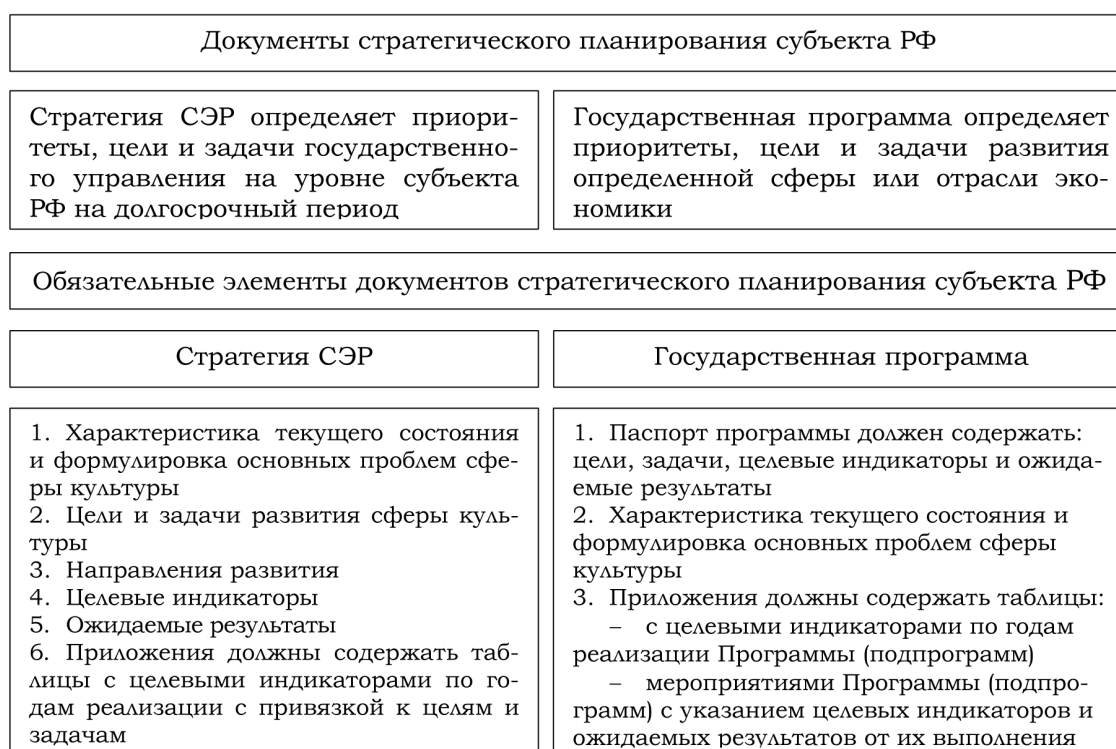 Документы стратегического планирования субъекта РФ
Стратегия СЭР определяет приори-
теты, цели и задачи государственно-
го управления на уровне субъекта
РФ на долгосрочный период
Государственная программа определяет
приоритеты, цели и задачи развития
определенной сферы или отрасли эко-
номики
Обязательные элементы документов стратегического планирования субъекта РФ
Стратегия СЭР
Государственная программа
1. Характеристика текущего состояния
и формулировка основных проблем сфе-
ры культуры
2. Цели и задачи развития сферы куль-
туры
3. Направления развития
4. Целевые индикаторы
5. Ожидаемые результаты
6. Приложения должны содержать таб-
лицы с целевыми индикаторами по го-
дам реализации с привязкой к целям и
задачам
1. Паспорт программы должен содержать:
цели, задачи, целевые индикаторы и ожида-
емые результаты
2. Характеристика текущего состояния и
формулировка основных проблем сферы
культуры
3. Приложения должны содержать таблицы:
– с целевыми индикаторами по годам
реализации Программы (подпрограмм)
– мероприятиями Программы (подпро-
грамм) с указанием целевых индикаторов и
ожидаемых результатов от их выполнения